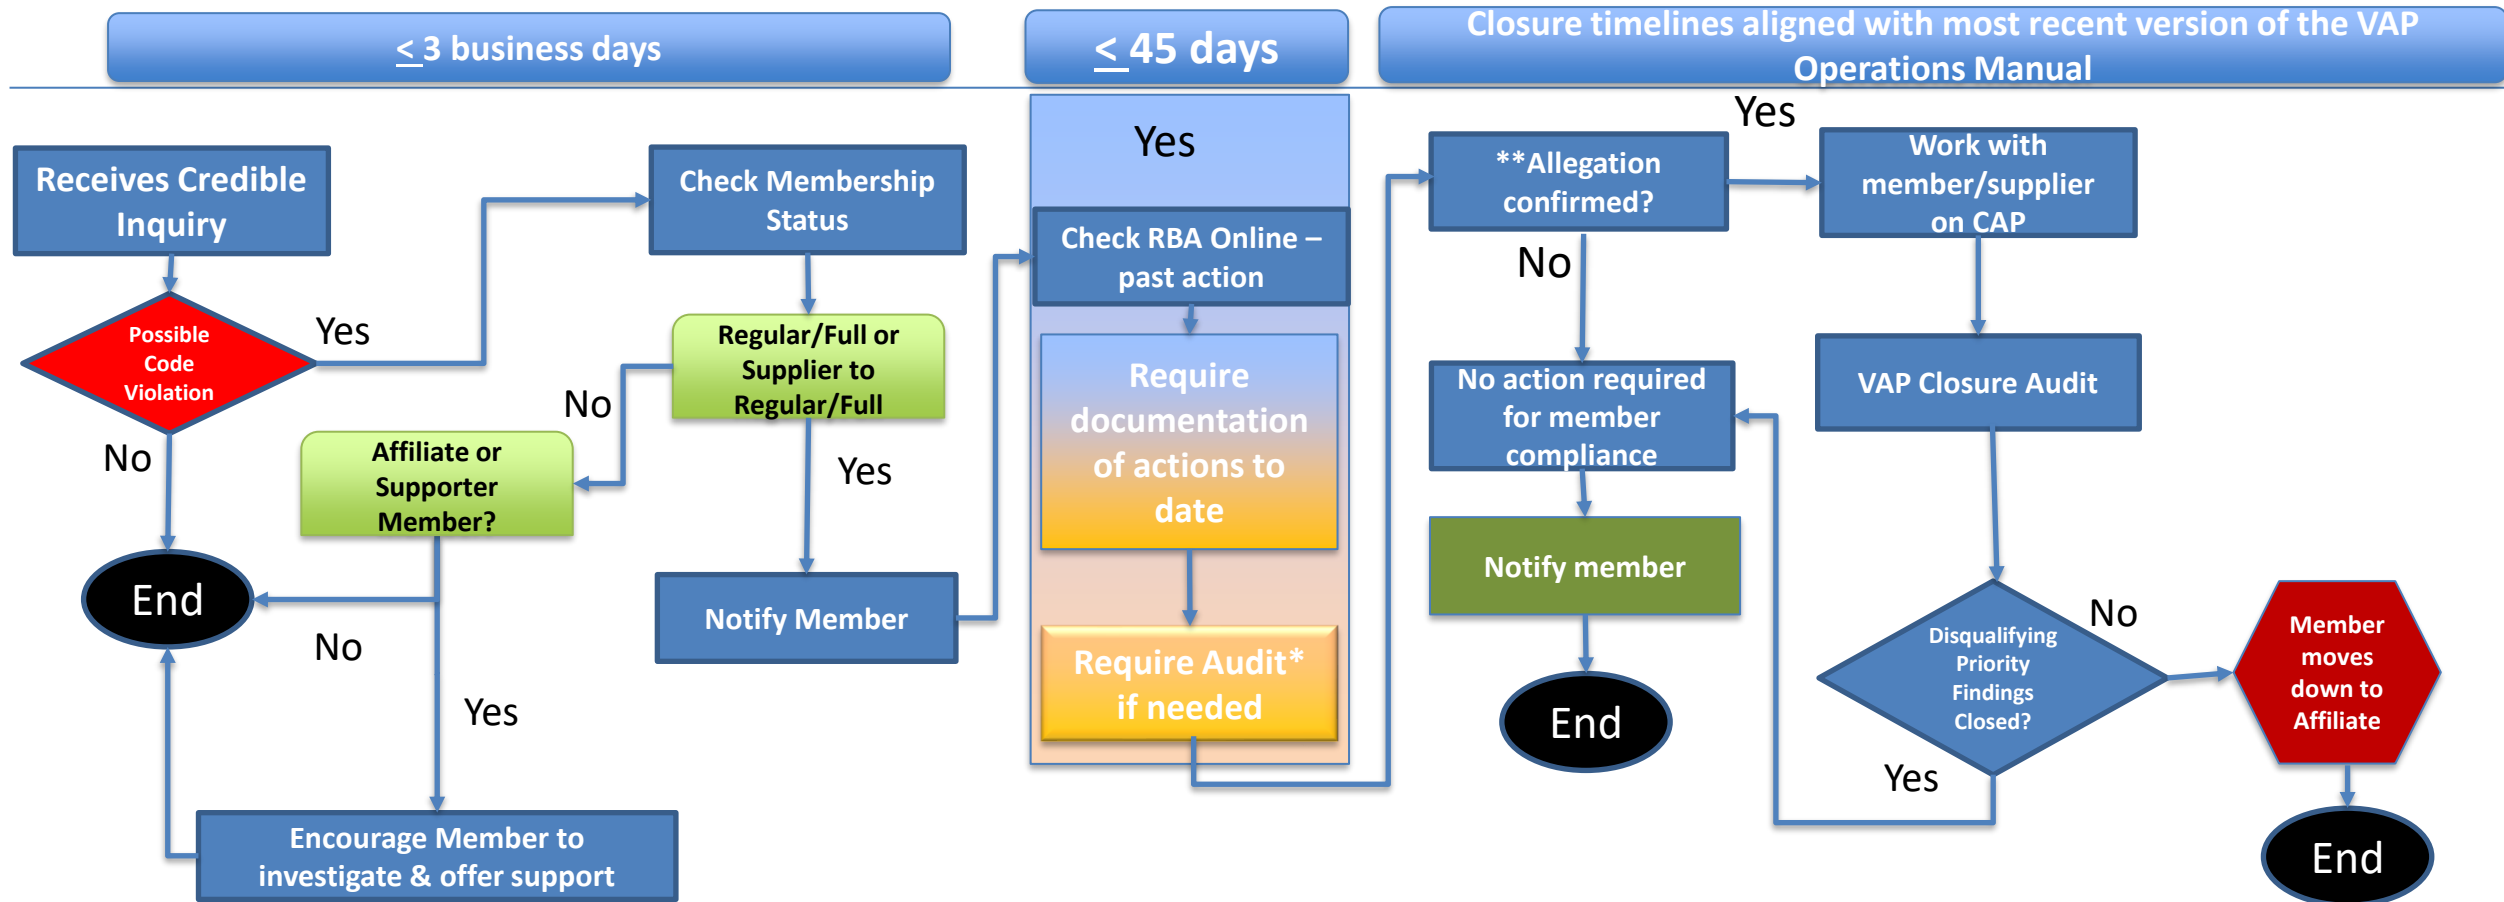 < 3 business days
< 45 days
Closure timelines aligned with most recent version of the VAP
Operations Manual
Receives Credible
Inquiry
Possible
Code
Violation
Yes
No
End
Check Membership
Status
Regular/Full or
Supplier to
Regular/Full
No
Yes
Affiliate or
Supporter
Member?
No
Yes
Encourage Member to
investigate & offer support
Notify Member
Yes
Check RBA Online –
past action
Require
documentation
of actions to
date
Require Audit*
if needed
**Allegation
confirmed?
Yes
No
Work with
member/supplier
on CAP
No action required
for member
compliance
VAP Closure Audit
Notify member
End
Disqualifying
Priority
Findings
Closed?
No
Yes
Member
moves
down to
Affiliate
End